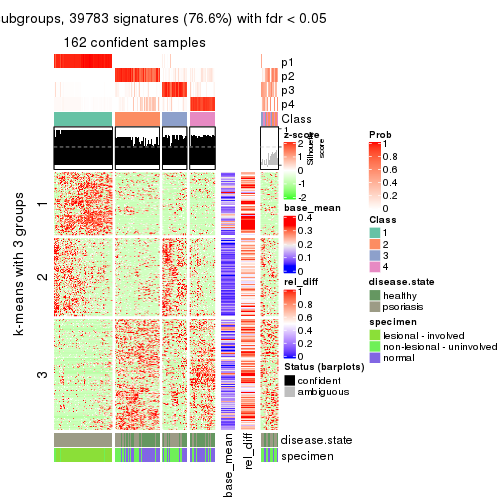 ubgroups, 39783 signatures (76.6%) with fdr < 0.05
162 confident samples
p1
p2
p3
p4
Class
1
Silhouette
score
k-means with 3 groups
1
2
3
disease.state
specimen
base_mean
rel_diff
z-score
2
1
0
-1
-2
base_mean
0.4
0.3
0.2
0.1
0
rel_diff
1
0.8
0.6
0.4
0.2
0
Status (barplots)
confident
ambiguous
Prob
1
0.8
0.6
0.4
0.2
0
Class
1
2
3
4
disease.state
healthy
psoriasis
specimen
lesional - involved
non-lesional - uninvolved
normal